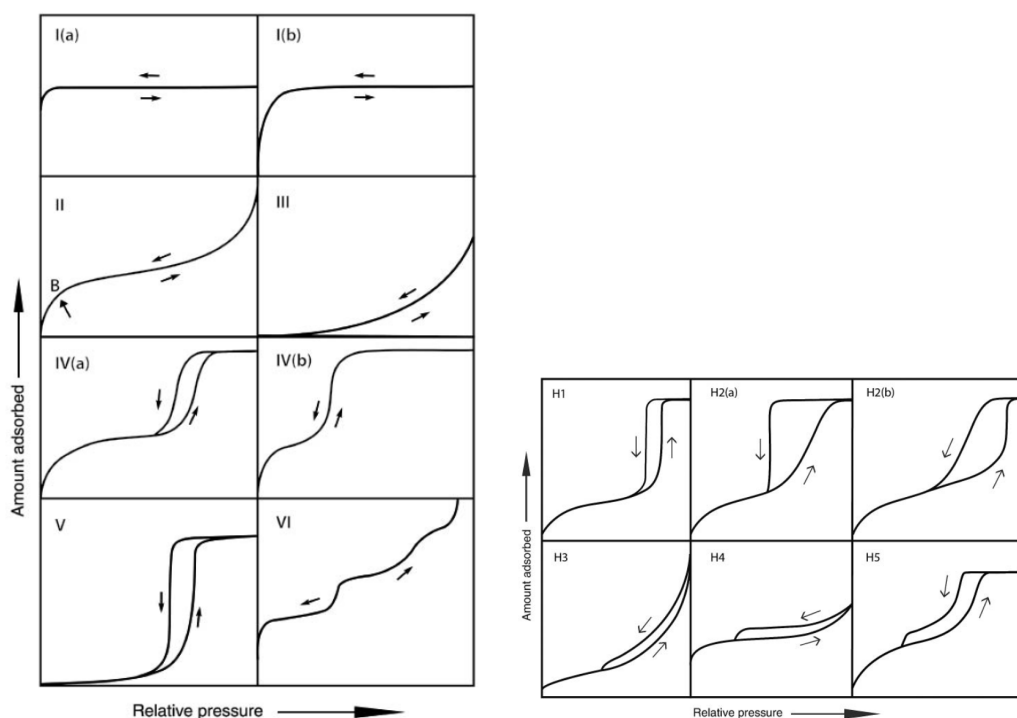 I(a)
I(b)
II
B
III
IV(a)
IV(b)
V
VI
Amount adsorbed
Relative pressure
H1
H2(a)
H2(b)
H3
H4
H5
Amount adsorbed
Relative pressure